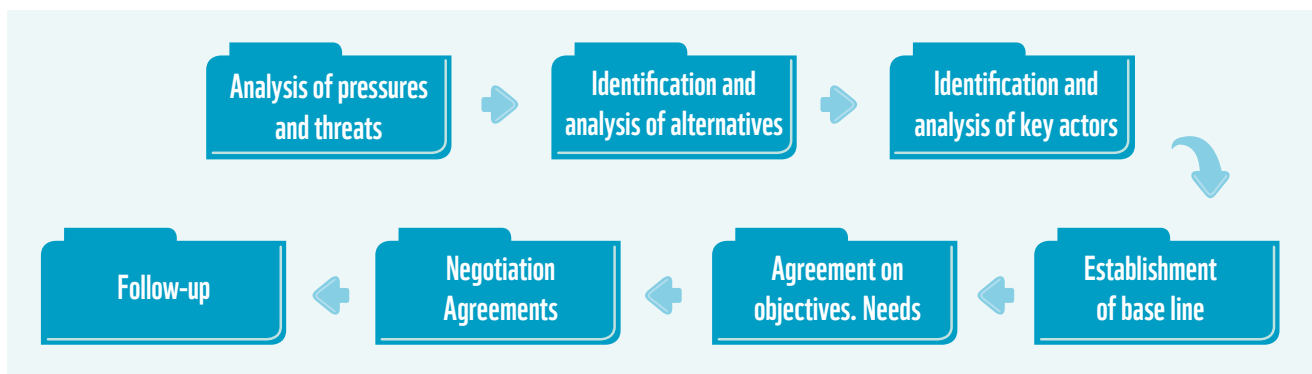 Analysis of pressures
and threats
Identification and
analysis of alternatives
Identification and
analysis of key actors
Establishment
of base line
Agreement on
objectives. Needs
Negotiation
Agreements
Follow-up